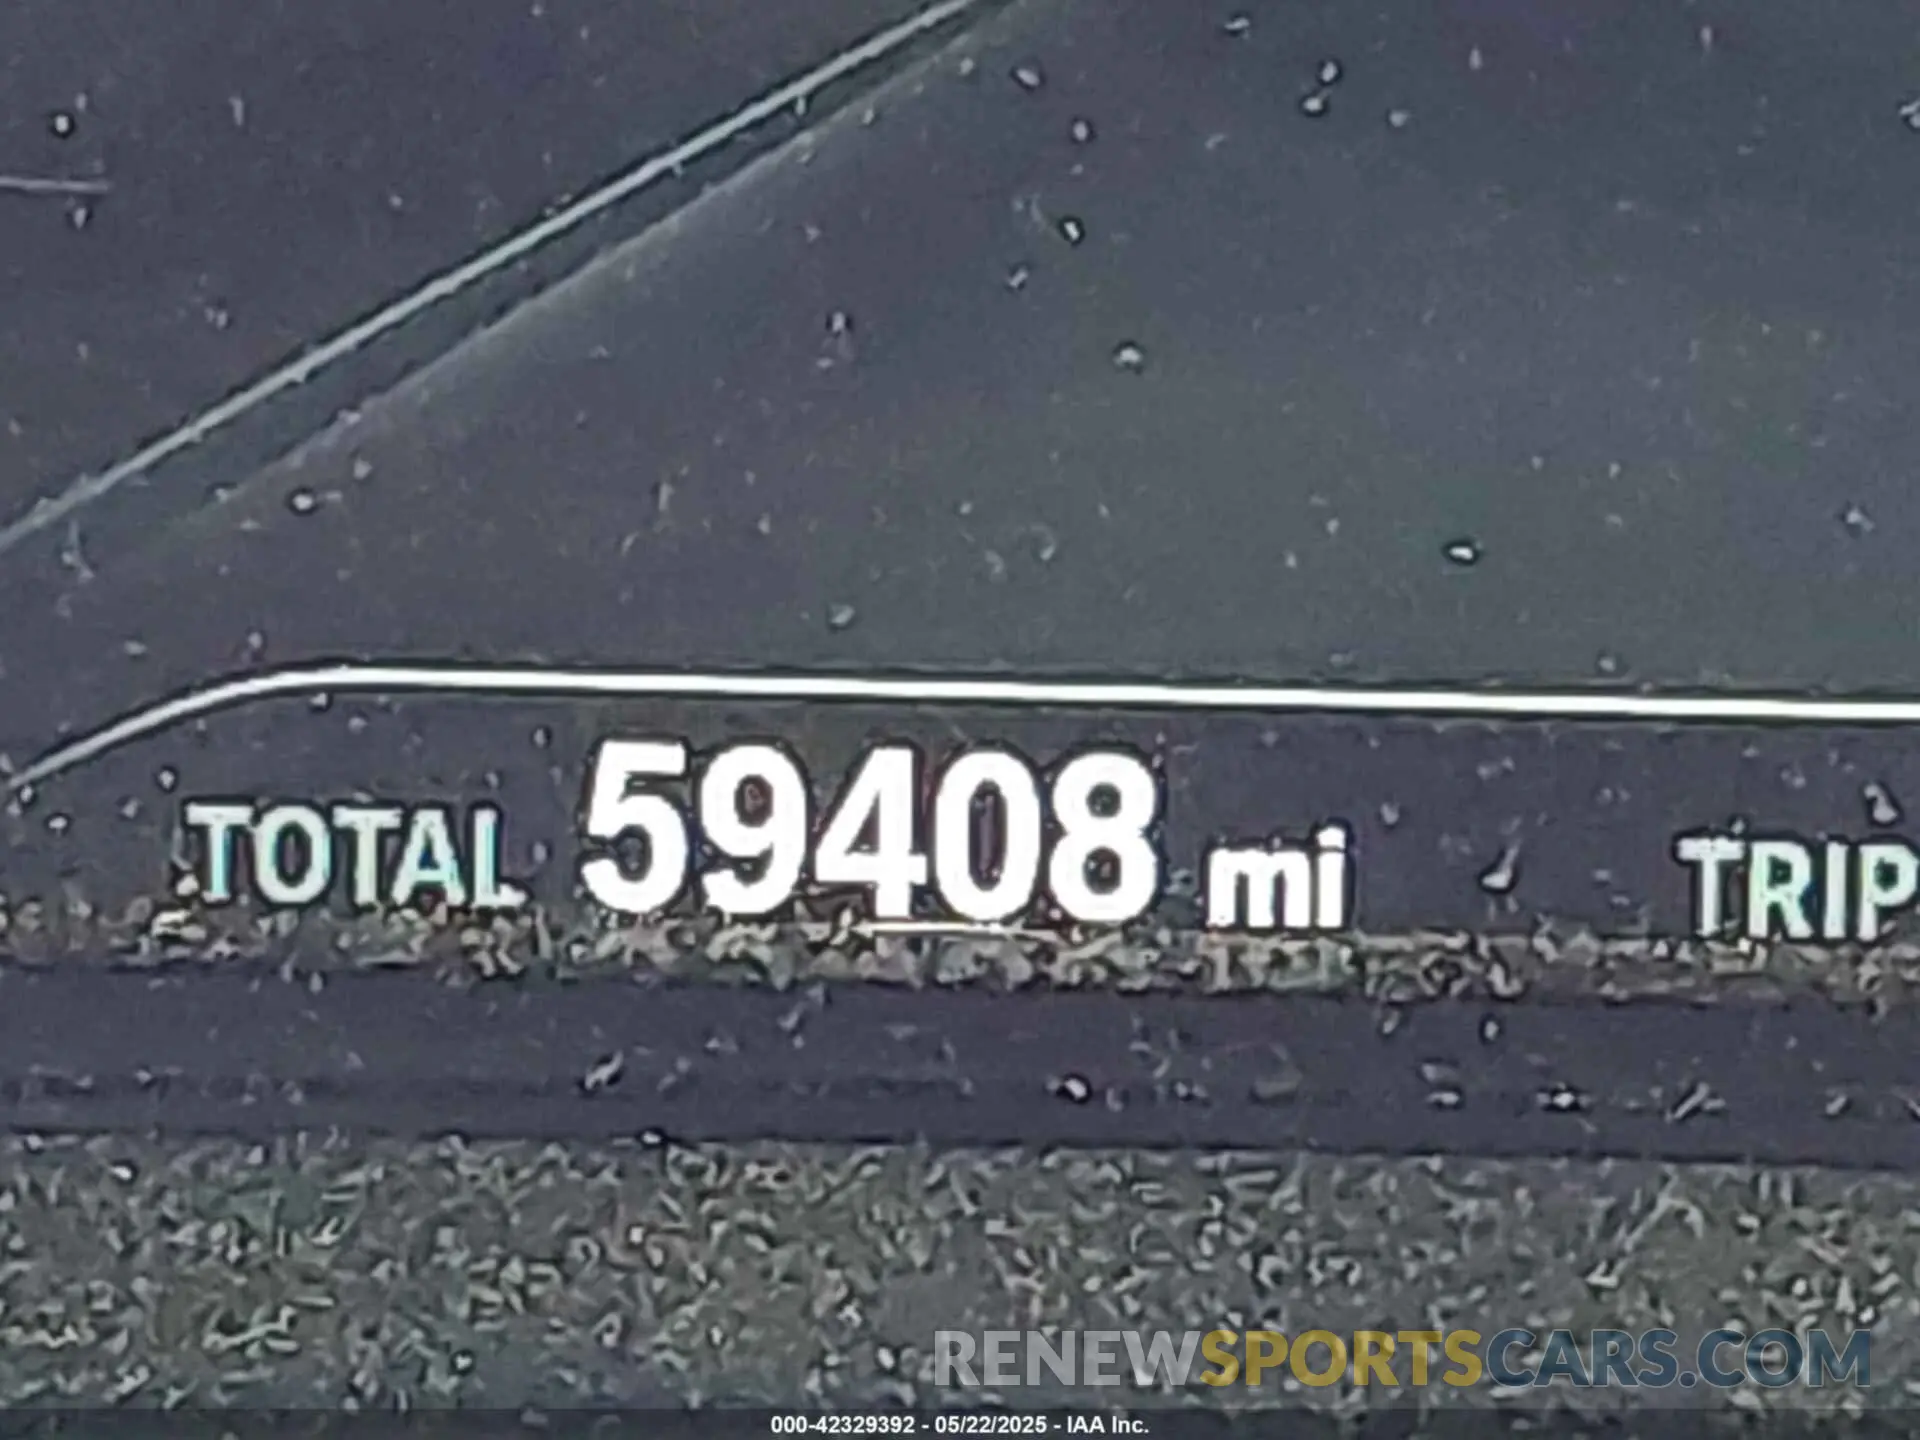 TOTAL 59408 mi TRIP
RENEWSPORTSCARS.COM
000-42329392 - 05/22/2025 - IAA Inc.